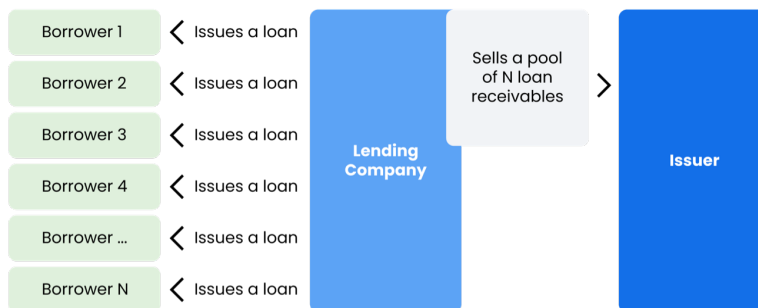 Borrower 1
Issues a loan
Borrower 2
Issues a loan
Borrower 3
Issues a loan
Borrower 4
Issues a loan
Borrower ...
Issues a loan
Borrower N
Issues a loan
Lending
Company
Sells a pool
of N loan
receivables
Issuer